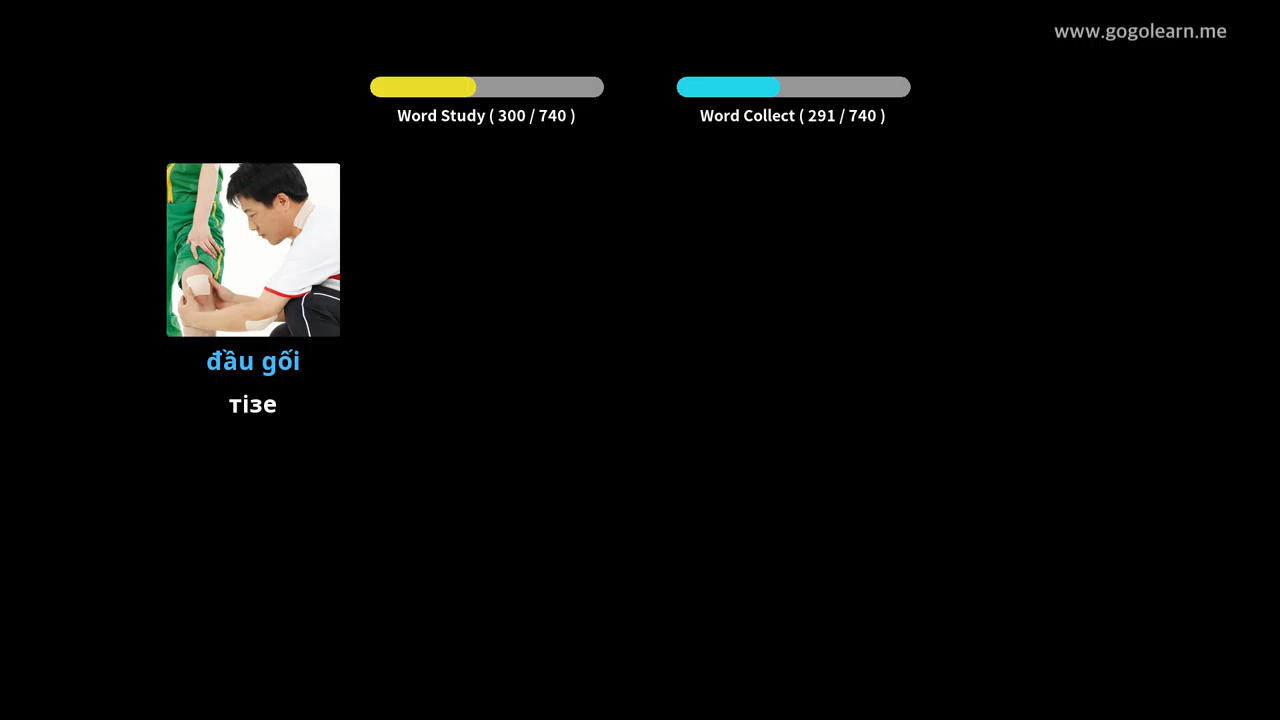 www.gogolearn.me
Word Study ( 300 / 740 )
Word Collect ( 291 / 740 )
đầu gối
тізе